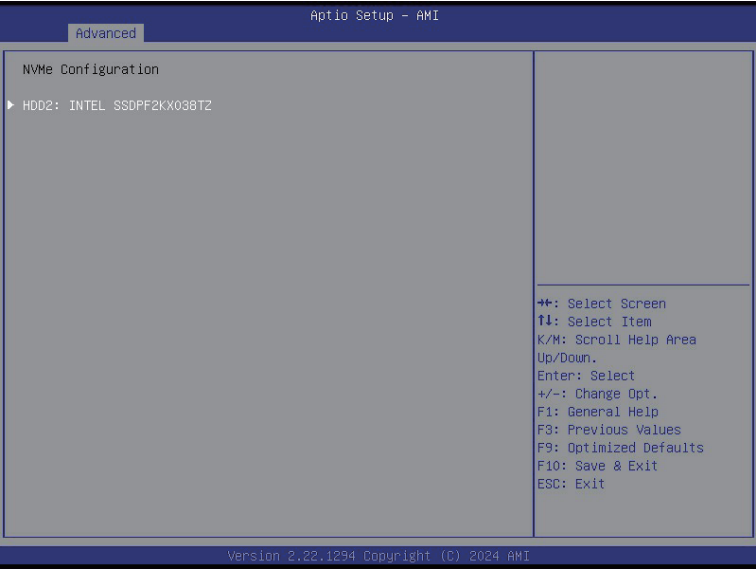 Aptio Setup – AMI
Advanced
NVMe Configuration
HDD2: INTEL SSDPF2KX038TZ
→←: Select Screen
↑↓: Select Item
K/M: Scroll Help Area
Up/Down.
Enter: Select
+/-: Change Opt.
F1: General Help
F3: Previous Values
F9: Optimized Defaults
F10: Save & Exit
ESC: Exit
Version 2.22.1294 Copyright (C) 2024 AMI